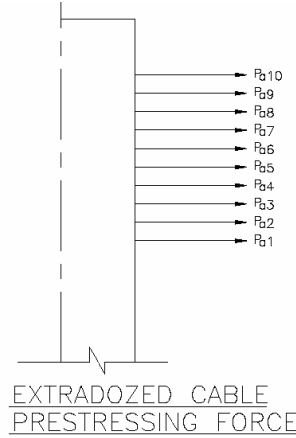 Pa10
Pa9
Pa8
Pa7
Pa6
Pa5
Pa4
Pa3
Pa2
Pa1
EXTRADOZED CABLE
PRESTRESSING FORCE